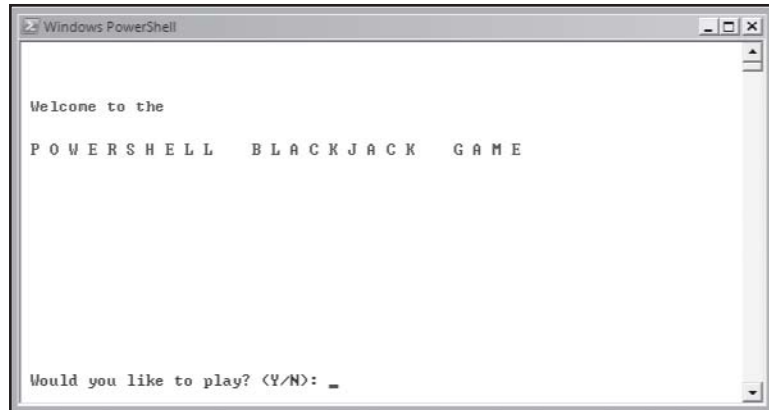 Windows PowerShell
Welcome to the
P O W E R S H E L L   B L A C K J A C K   G A M E
Would you like to play? (Y/N): _